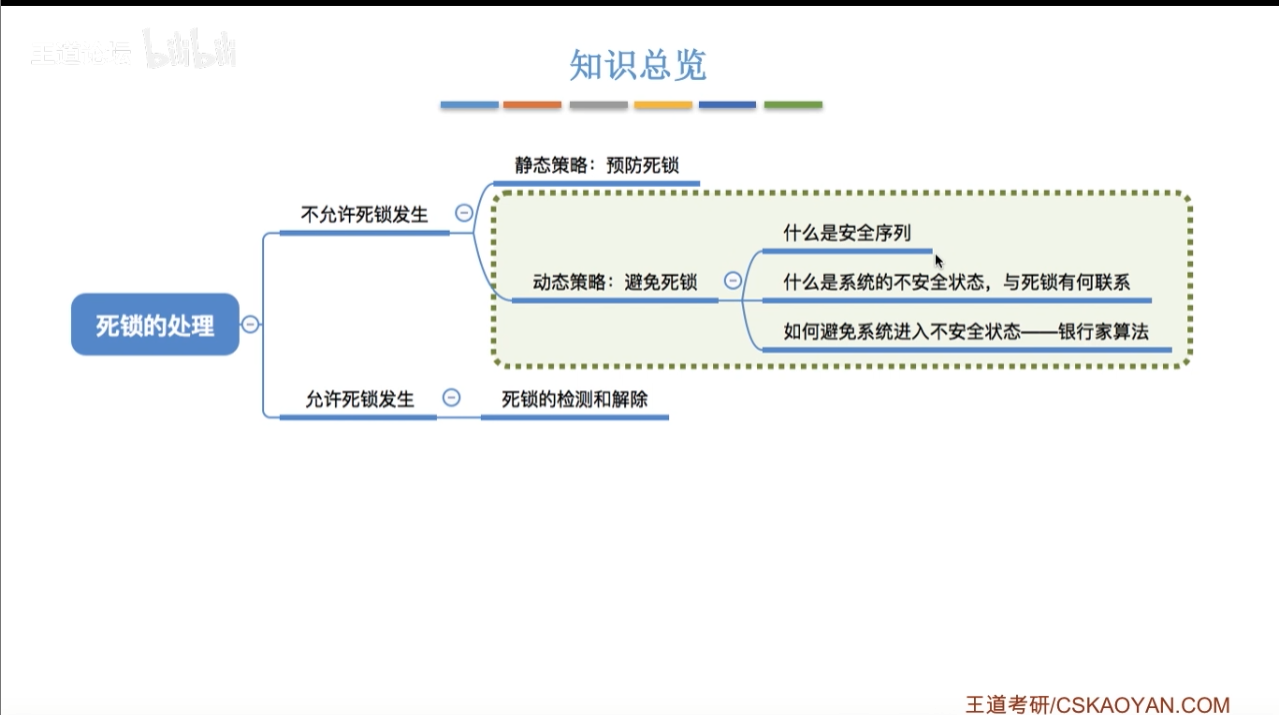 王道论坛 bilibili
知识总览
静态策略：预防死锁
不允许死锁发生
什么是安全序列
动态策略：避免死锁
什么是系统的不安全状态，与死锁有何联系
死锁的处理
如何避免系统进入不安全状态——银行家算法
允许死锁发生
死锁的检测和解除
王道考研/CSKAOYAN.COM